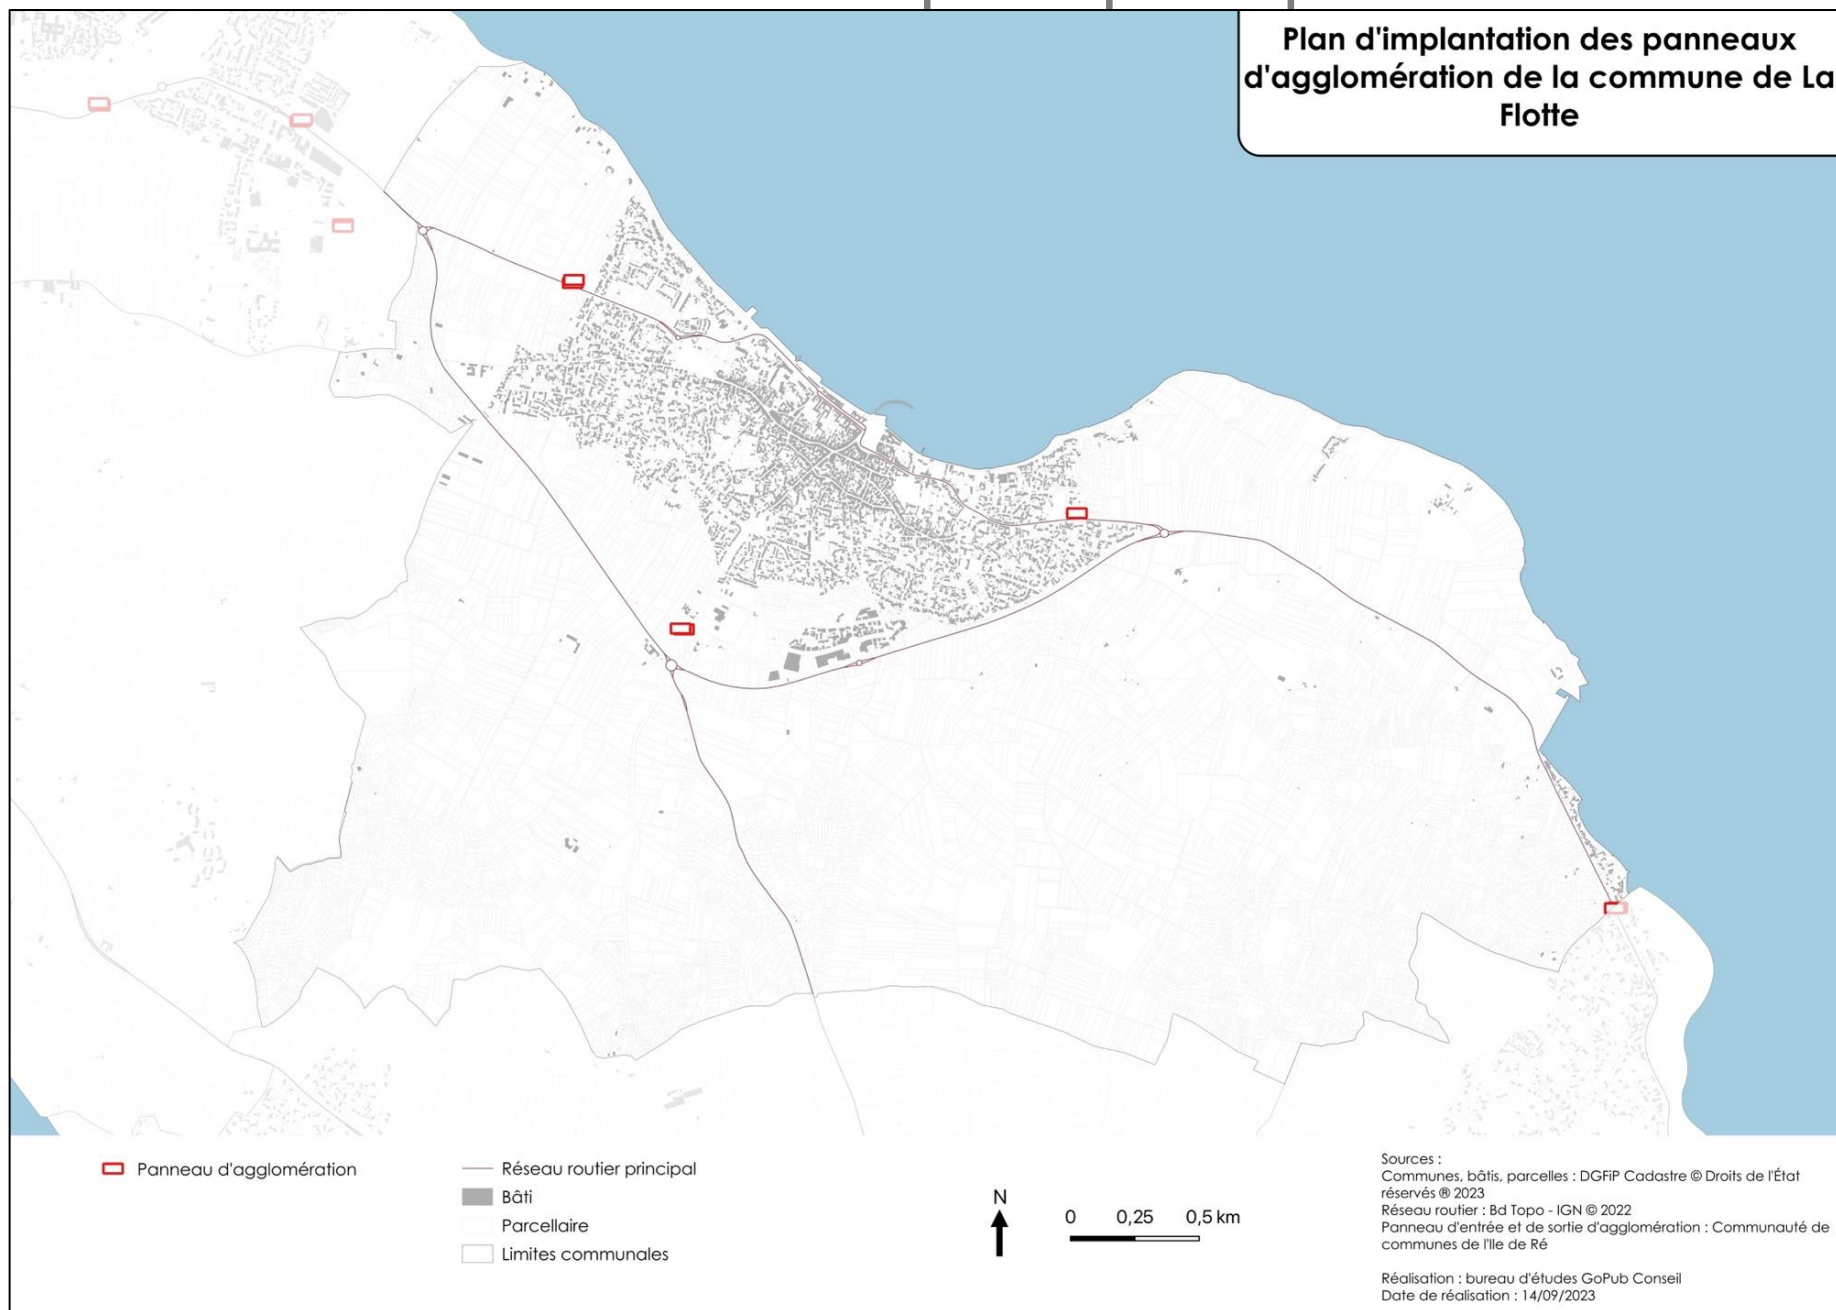 Plan d'implantation des panneaux
d'agglomération de la commune de La
Flotte
Panneau d'agglomération
Réseau routier principal
Bâti
Parcellaire
Limites communales
N
0 0,25 0,5 km
Sources :
Communes, bâtis, parcelles : DGFiP Cadastre © Droits de l'État
réservés ® 2023
Réseau routier : Bd Topo - IGN © 2022
Panneau d'entrée et de sortie d'agglomération : Communauté de
communes de l'Ile de Ré
Réalisation : bureau d'études GoPub Conseil
Date de réalisation : 14/09/2023